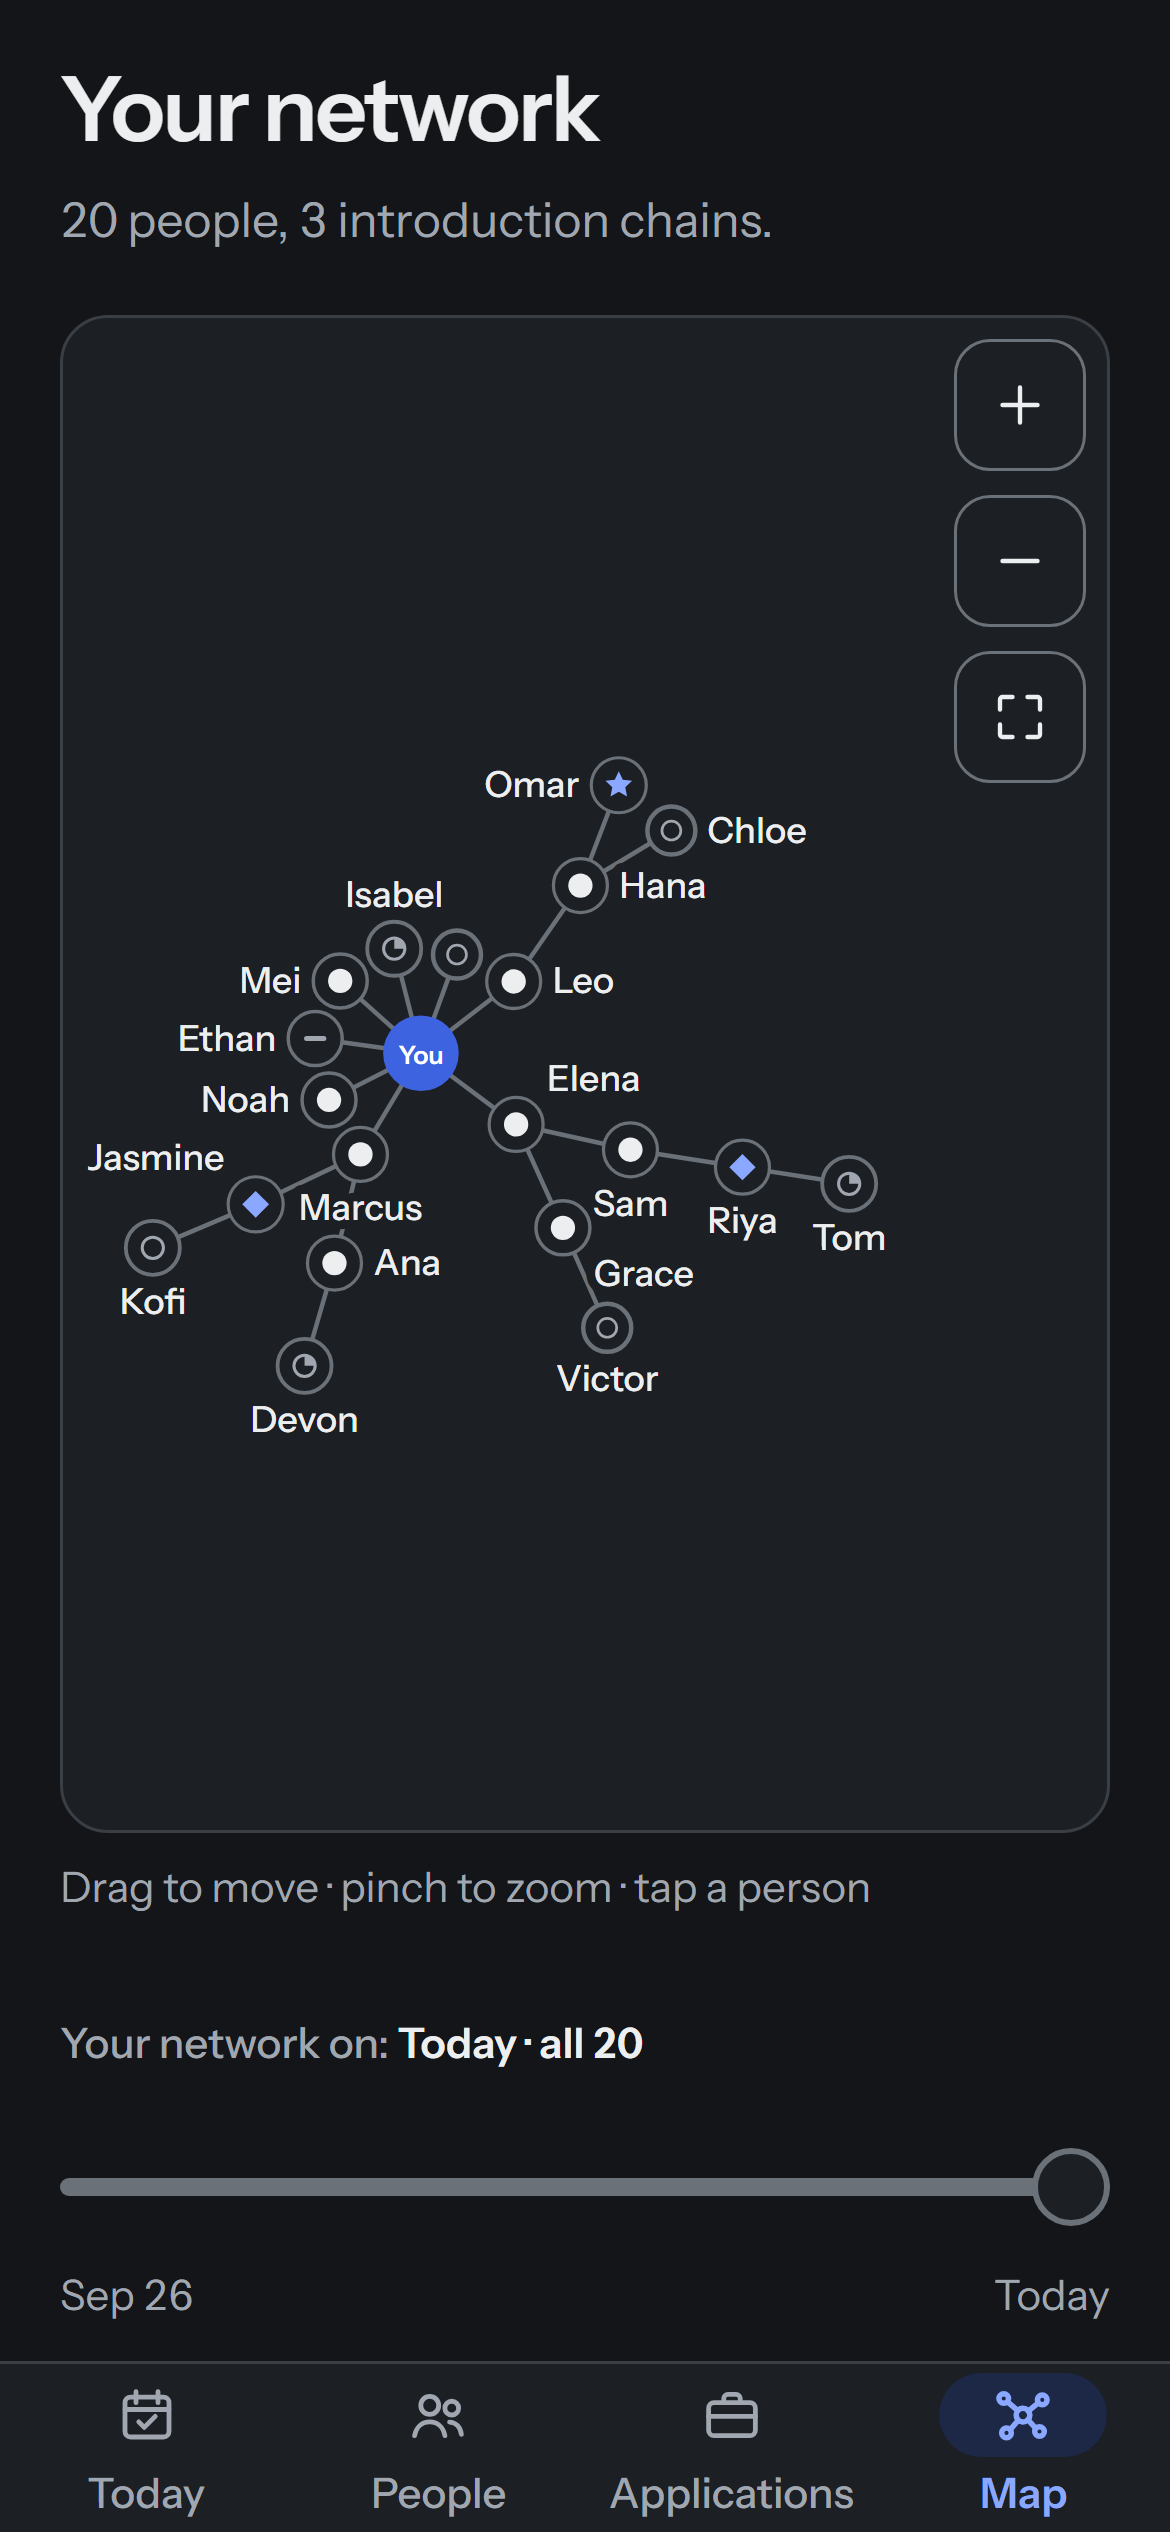 Your network
20 people, 3 introduction chains.
Omar
Chloe
Hana
Isabel
Mei
Leo
Ethan
You
Elena
Noah
Jasmine
Marcus
Sam
Riya
Tom
Ana
Grace
Kofi
Victor
Devon
Drag to move · pinch to zoom · tap a person
Your network on: Today · all 20
Sep 26
Today
Today
People
Applications
Map